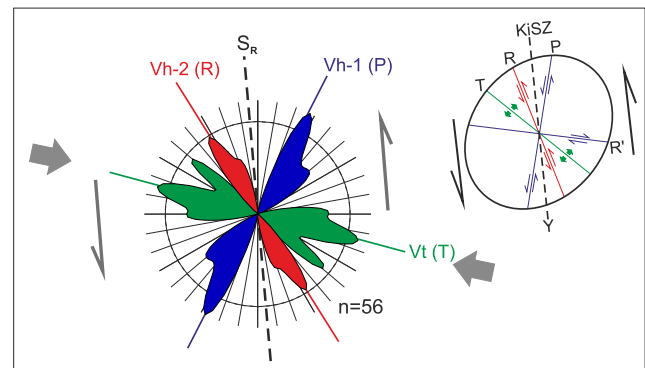 S_R
Vh-2 (R)
Vh-1 (P)
Vt (T)
n=56
KiSZ
R
P
T
R'
Y